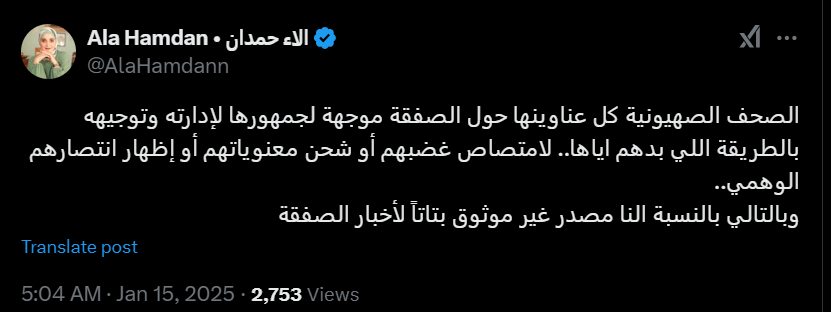 Ala Hamdan • الاء حمدان
@AlaHamdann
الصحف الصهيونية كل عناوينها حول الصفقة موجهة لجمهورها لإدارته وتوجيهه
بالطريقة اللي بدهم اياها.. لامتصاص غضبهم أو شحن معنوياتهم أو إظهار انتصارهم
الوهمي..
وبالتالي بالنسبة النا مصدر غير موثوق بتاتاً لأخبار الصفقة
Translate post
5:04 AM · Jan 15, 2025 · 2,753 Views